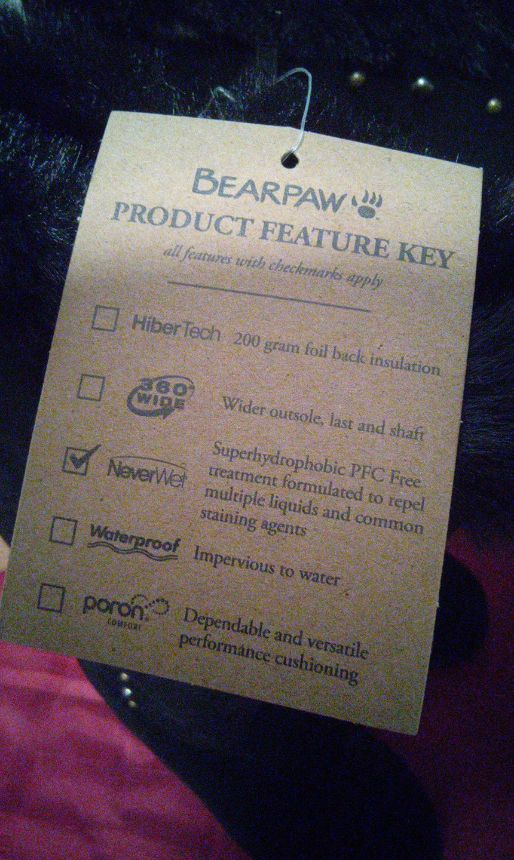 BEARPAW
PRODUCT FEATURE KEY
all features with checkmarks apply
HiberTech 200 gram foil back insulation
360°
WIDE
Wider outsole, last and shaft
NeverWet
Superhydrophobic PFC Free
treatment formulated to repel
multiple liquids and common
staining agents
Waterproof Impervious to water
poron®
COMFORT
Dependable and versatile
performance cushioning